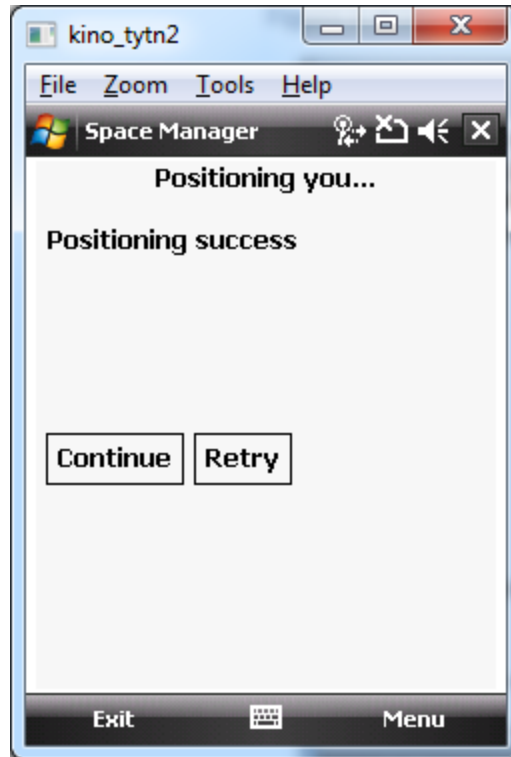 kino_tytn2
File Zoom Tools Help
Space Manager
Positioning you...
Positioning success
Continue Retry
Exit Menu